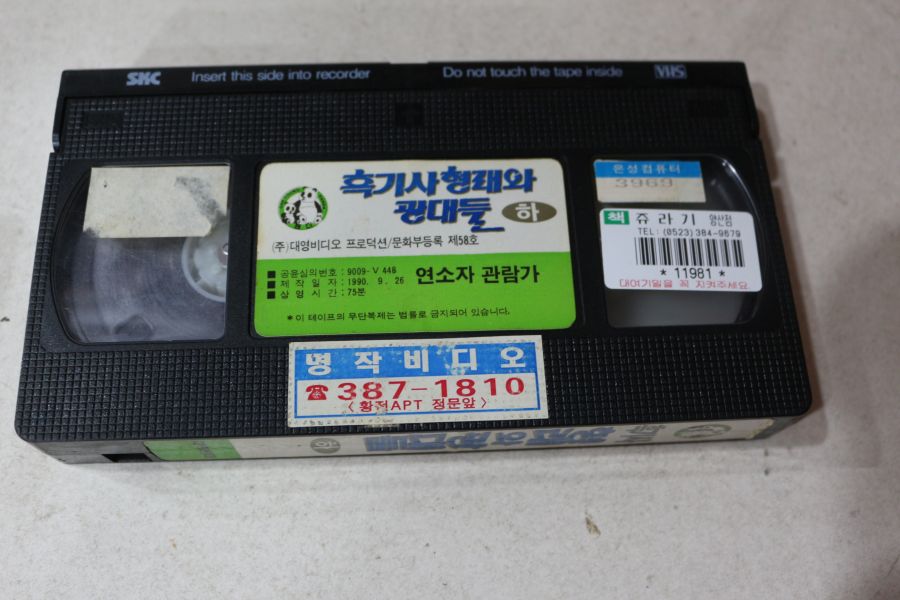 SKC Insert this side into recorder Do not touch the tape inside VHS
흑기사 형래와
광대들 하
(주) 대영비디오 프로덕션/문화부등록 제58호
■ 공윤심의번호 : 9009-V 448
■ 제 작 일 자 : 1990. 9. 26
■ 상 영 시 간 : 75분
연소자 관람가
*이 테이프의 무단복제는 법률로 금지되어 있습니다.
은성컴퓨터
3969
책 쥬라기 양산점
TEL: (0523) 384-9879
*11981*
대여기일을 꼭 지켜주세요
명작비디오
☎387-1810
〈황전APT 정문앞〉